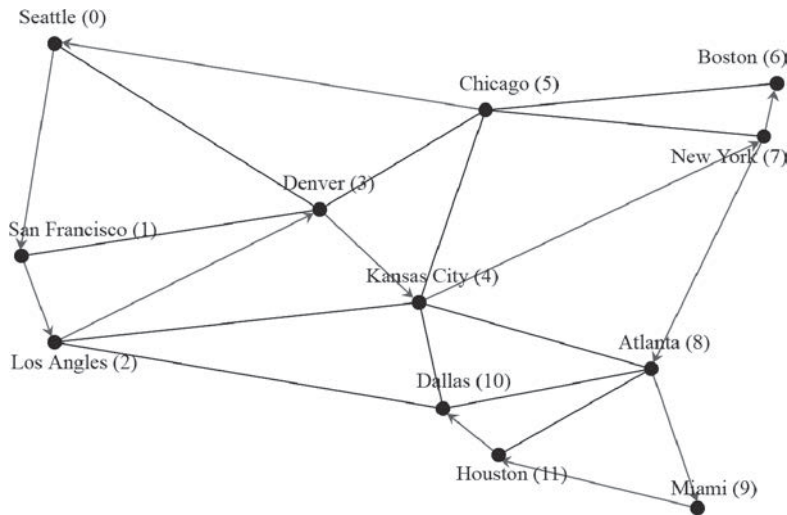 Seattle (0)
Boston (6)
Chicago (5)
New York (7)
Denver (3)
San Francisco (1)
Kansas City (4)
Atlanta (8)
Los Angles (2)
Dallas (10)
Houston (11)
Miami (9)